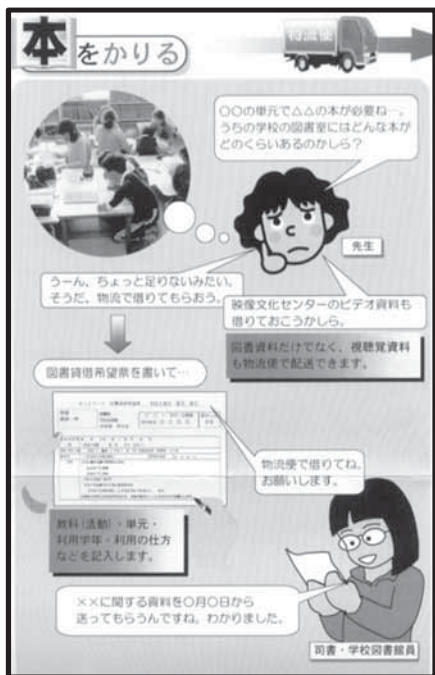 本をかりる
物流便
○○の単元で△△の本が必要ね…。
うちの学校の図書室にはどんな本が
どのくらいあるのかしら？
先生
うーん、ちょっと足りないみたい。
そうだ、物流で借りてもらおう。
映像文化センターのビデオ資料も
借りておこうかしら。
図書資料だけでなく、視聴覚資料
も物流便で配送できます。
図書貸借希望県を書いて…
物流便で借りてね。
お願いします。
教科（活動）・単元・
利用学年・利用の仕方
などを記入します。
××に関する資料を○月○日から
送ってもらうんですね。わかりました。
司書・学校図書館員